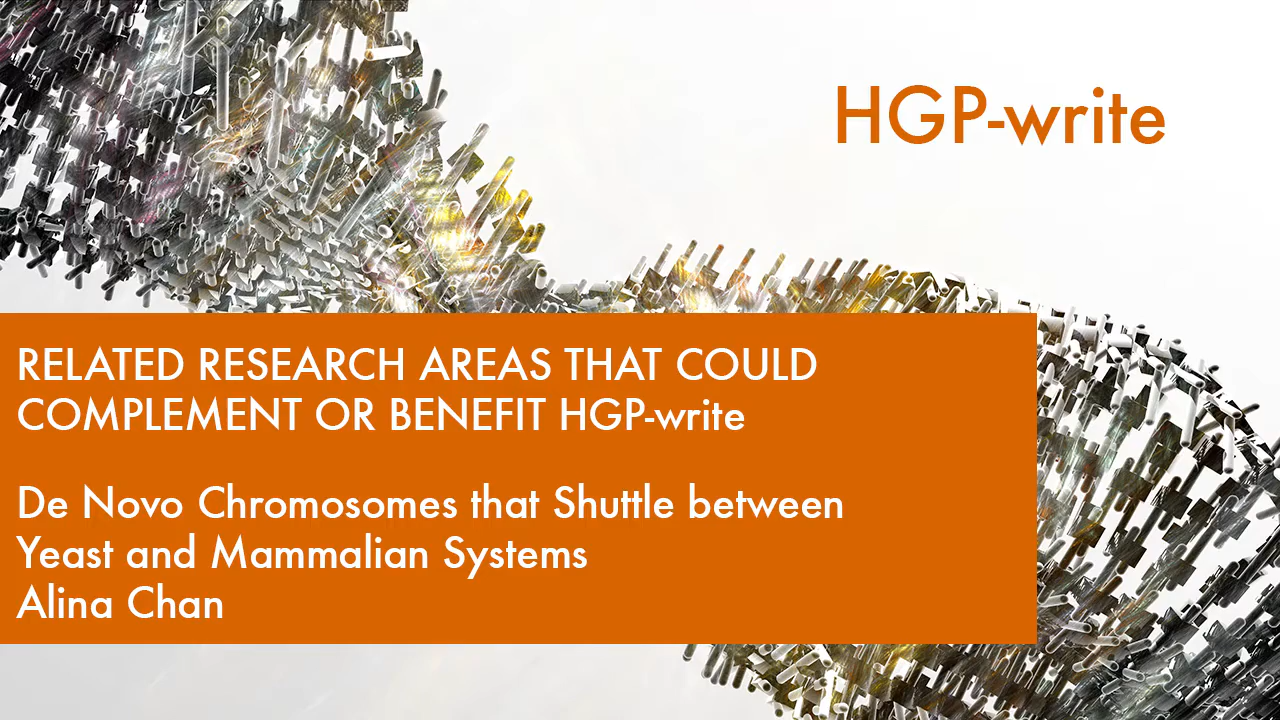 HGP-write
RELATED RESEARCH AREAS THAT COULD
COMPLEMENT OR BENEFIT HGP-write
De Novo Chromosomes that Shuttle between
Yeast and Mammalian Systems
Alina Chan